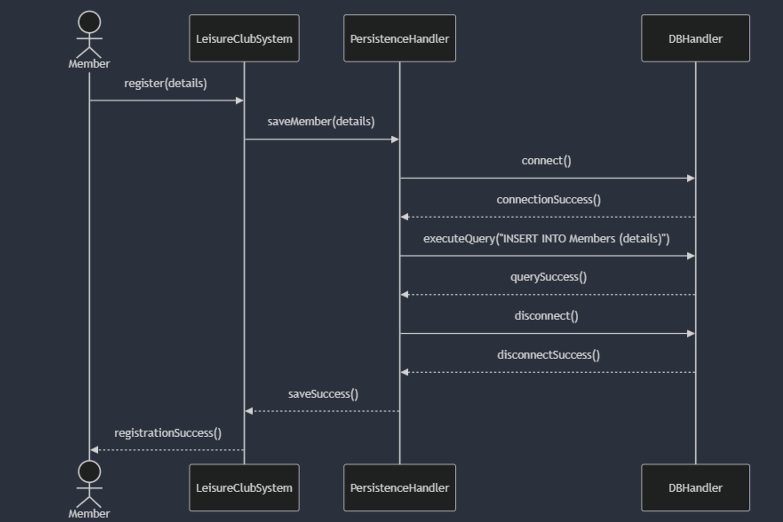 Member
LeisureClubSystem
PersistenceHandler
DBHandler
register(details)
saveMember(details)
connect()
connectionSuccess()
executeQuery("INSERT INTO Members (details)")
querySuccess()
disconnect()
disconnectSuccess()
saveSuccess()
registrationSuccess()
Member
LeisureClubSystem
PersistenceHandler
DBHandler